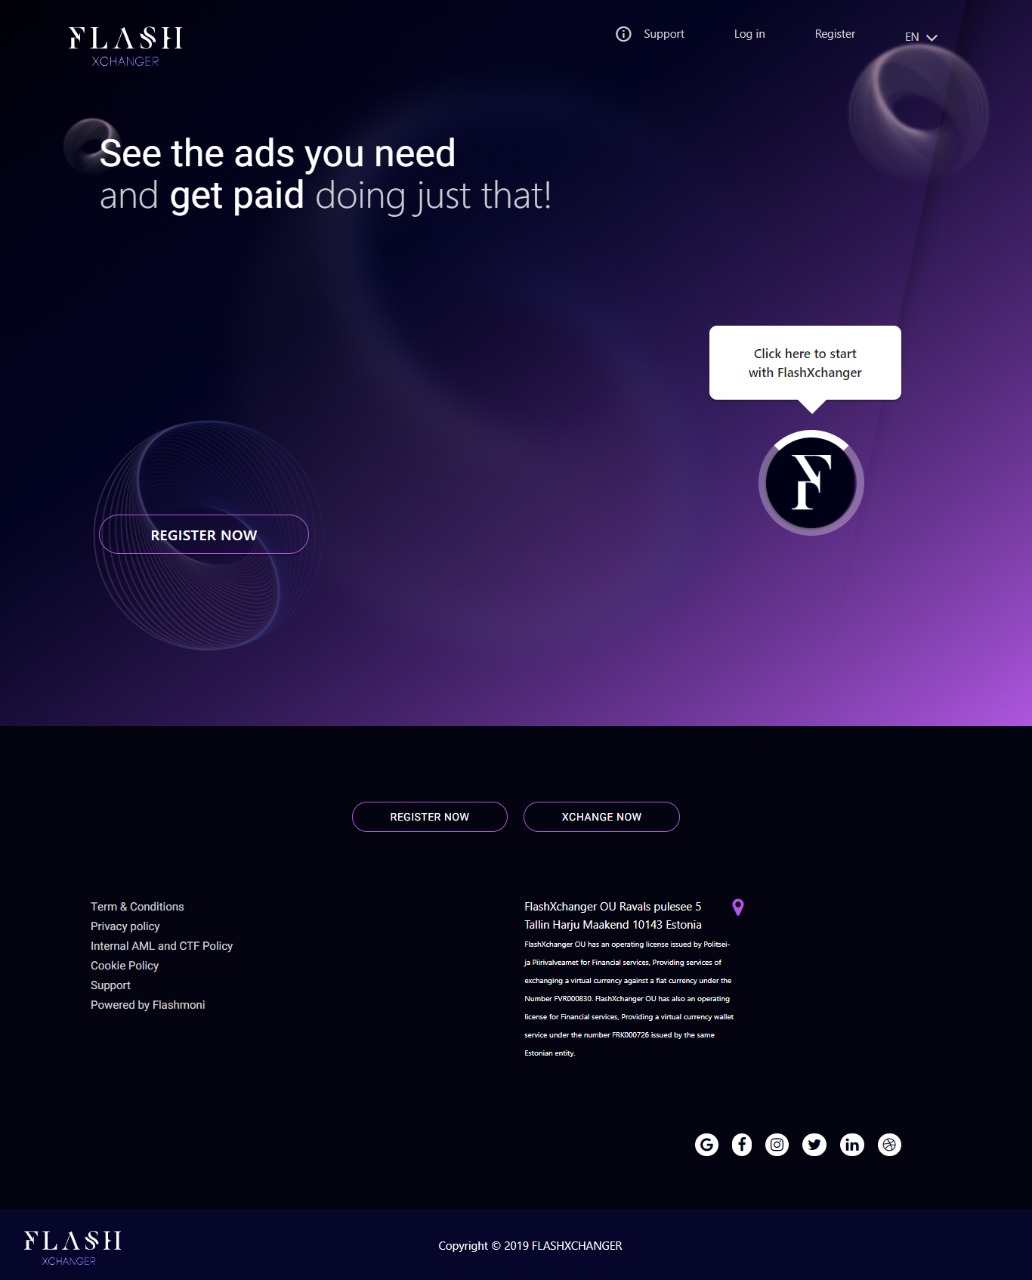 FLASH
XCHANGER
Support
Log in
Register
EN
See the ads you need
and get paid doing just that!
Click here to start
with FlashXchanger
F
REGISTER NOW
REGISTER NOW
XCHANGE NOW
Term & Conditions
Privacy policy
Internal AML and CTF Policy
Cookie Policy
Support
Powered by Flashmoni
FlashXchanger OU Ravals pulesee 5
Tallin Harju Maakend 10143 Estonia
FlashXchanger OU has an operating license issued by Politsei-
ja Piirivalveamet for Financial services, Providing services of
exchanging a virtual currency against a fiat currency under the
Number FVR000830. FlashXchanger OU has also an operating
license for Financial services, Providing a virtual currency wallet
service under the number FRK000726 issued by the same
Estonian entity.
FLASH
XCHANGER
Copyright © 2019 FLASHXCHANGER